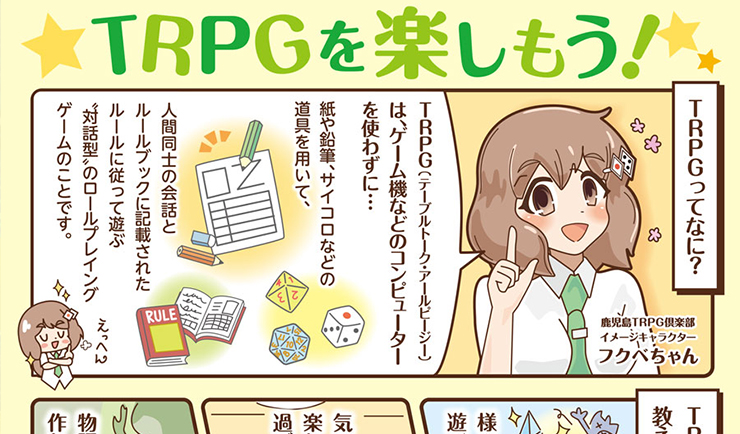 TRPGを楽しもう!
TRPGってなに?
TRPG(テーブルトーク・アールピージー)
は、ゲーム機などのコンピューター
を使わずに…
紙や鉛筆、サイコロなどの
道具を用いて、
人間同士の会話と
ルールブックに記載された
ルールに従って遊ぶ
“対話型”のロールプレイング
ゲームのことです。
鹿児島TRPG倶楽部
イメージキャラクター
フクベちゃん
RULE
えっへん